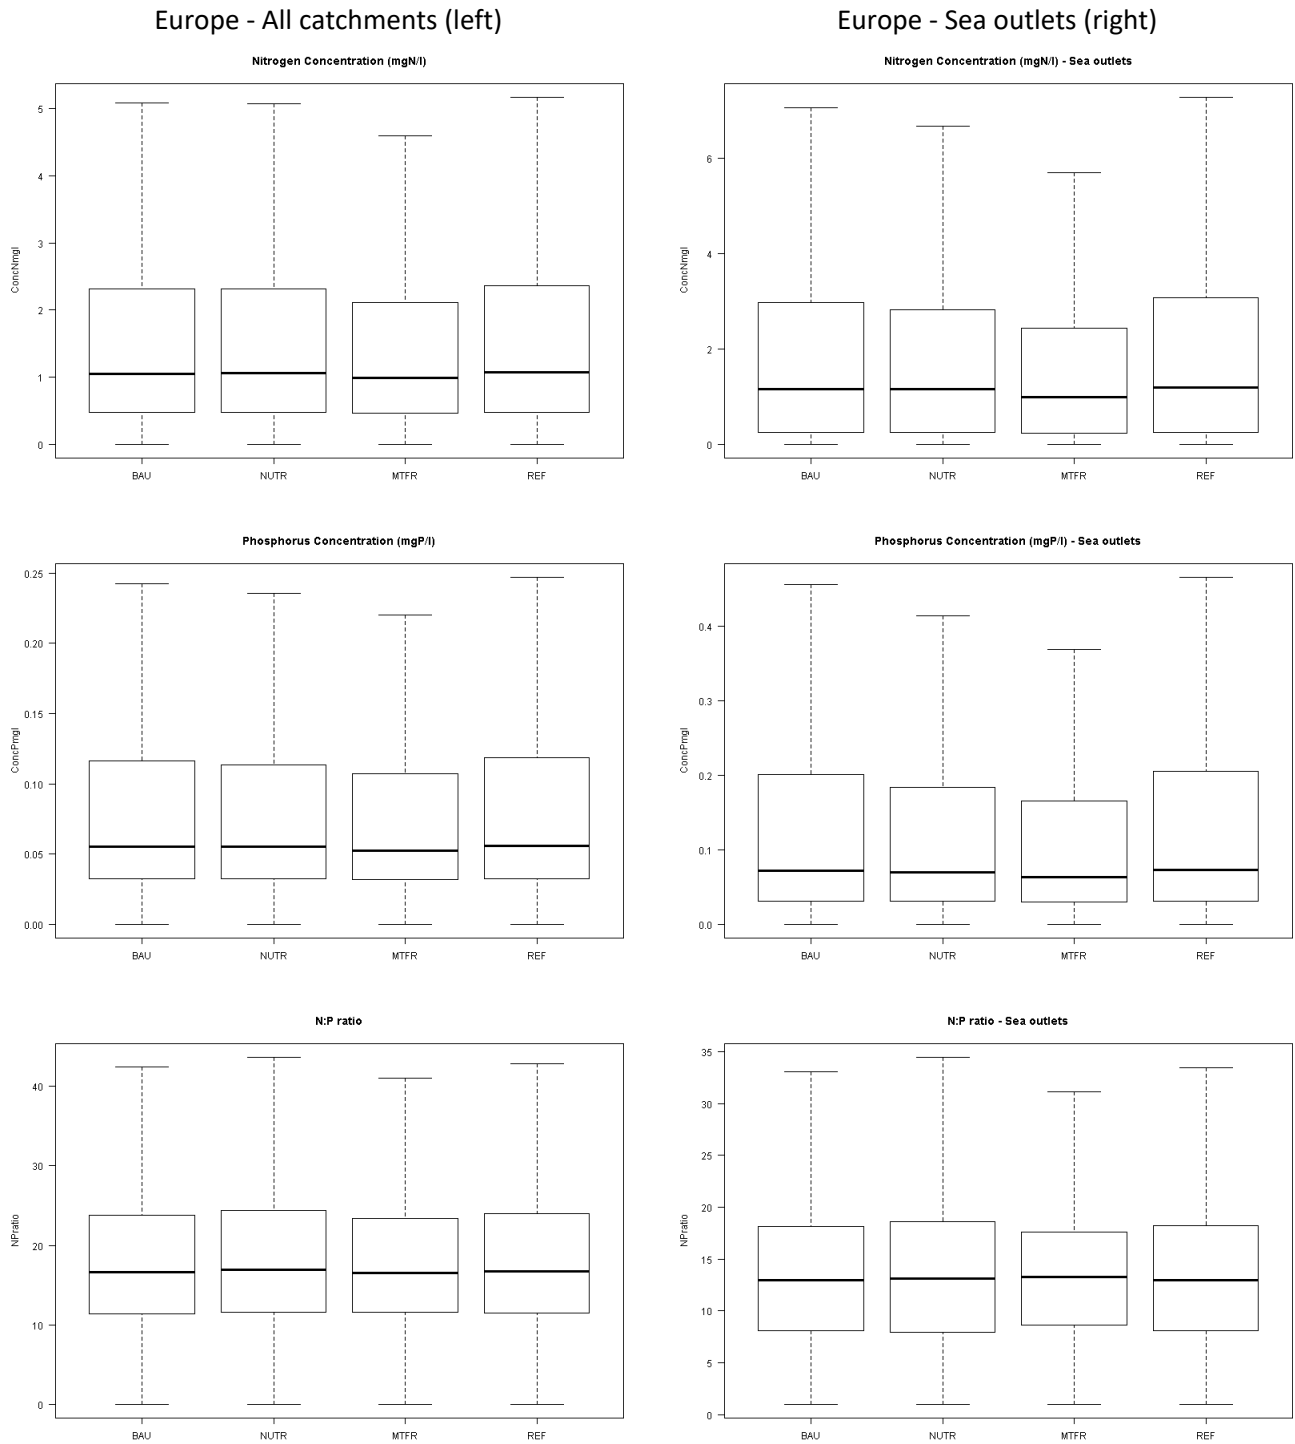 Europe - All catchments (left)
Europe - Sea outlets (right)
Nitrogen Concentration (mgN/l)
ConcNmgl
5
4
3
2
1
0
BAU NUTR MTFR REF
Nitrogen Concentration (mgN/l) - Sea outlets
ConcNmgl
6
4
2
0
BAU NUTR MTFR REF
Phosphorus Concentration (mgP/l)
ConcPmgl
0.25
0.20
0.15
0.10
0.05
0.00
BAU NUTR MTFR REF
Phosphorus Concentration (mgP/l) - Sea outlets
ConcPmgl
0.4
0.3
0.2
0.1
0.0
BAU NUTR MTFR REF
N:P ratio
NPratio
40
30
20
10
0
BAU NUTR MTFR REF
N:P ratio - Sea outlets
NPratio
35
30
25
20
15
10
5
0
BAU NUTR MTFR REF